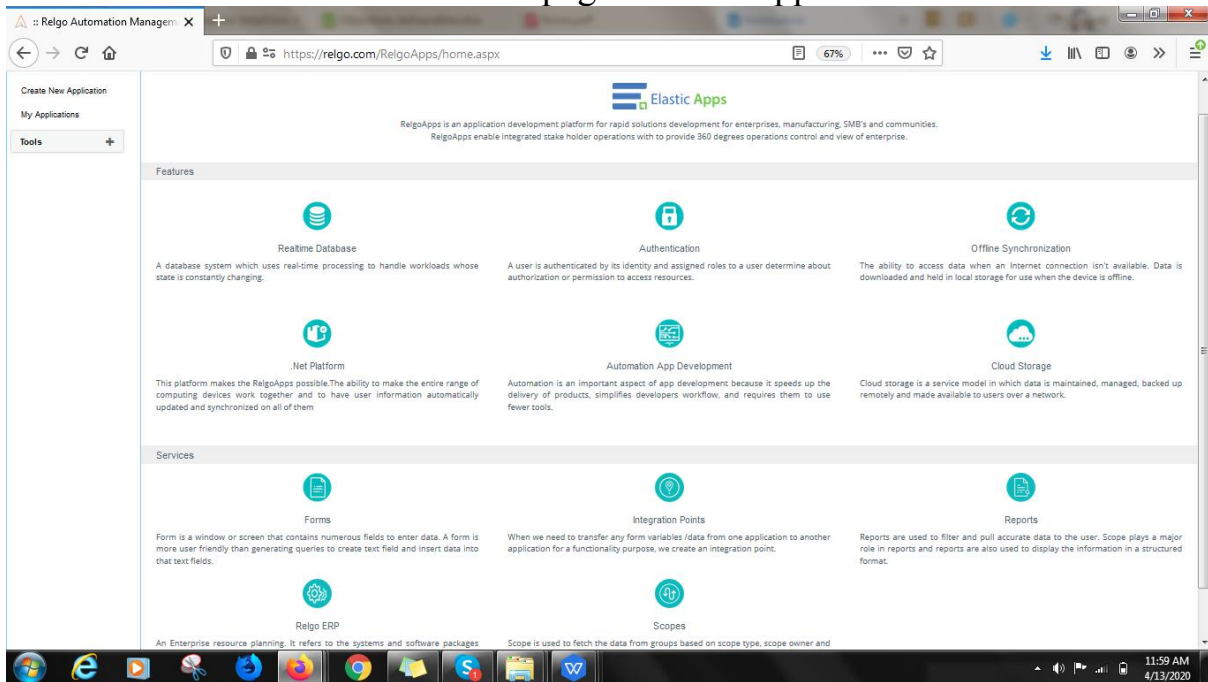 :: Relgo Automation Managem
https://relgo.com/RelgoApps/home.aspx
67%
Create New Application
My Applications
Tools +
Elastic Apps
RelgoApps is an application development platform for rapid solutions development for enterprises, manufacturing, SMB's and communities.
RelgoApps enable integrated stake holder operations with to provide 360 degrees operations control and view of enterprise.
Features
Realtime Database
A database system which uses real-time processing to handle workloads whose
state is constantly changing.
Authentication
A user is authenticated by its identity and assigned roles to a user determine about
authorization or permission to access resources.
Offline Synchronization
The ability to access data when an Internet connection isn't available. Data is
downloaded and held in local storage for use when the device is offline.
.Net Platform
This platform makes the RelgoApps possible.The ability to make the entire range of
computing devices work together and to have user information automatically
updated and synchronized on all of them
Automation App Development
Automation is an important aspect of app development because it speeds up the
delivery of products, simplifies developers workflow, and requires them to use
fewer tools.
Cloud Storage
Cloud storage is a service model in which data is maintained, managed, backed up
remotely and made available to users over a network.
Services
Forms
Form is a window or screen that contains numerous fields to enter data. A form is
more user friendly than generating queries to create text field and insert data into
that text fields.
Integration Points
When we need to transfer any form variables /data from one application to another
application for a functionality purpose, we create an integration point.
Reports
Reports are used to filter and pull accurate data to the user. Scope plays a major
role in reports and reports are also used to display the information in a structured
format.
Relgo ERP
An Enterprise resource planning. It refers to the systems and software packages
Scopes
Scope is used to fetch the data from groups based on scope type, scope owner and
11:59 AM
4/13/2020